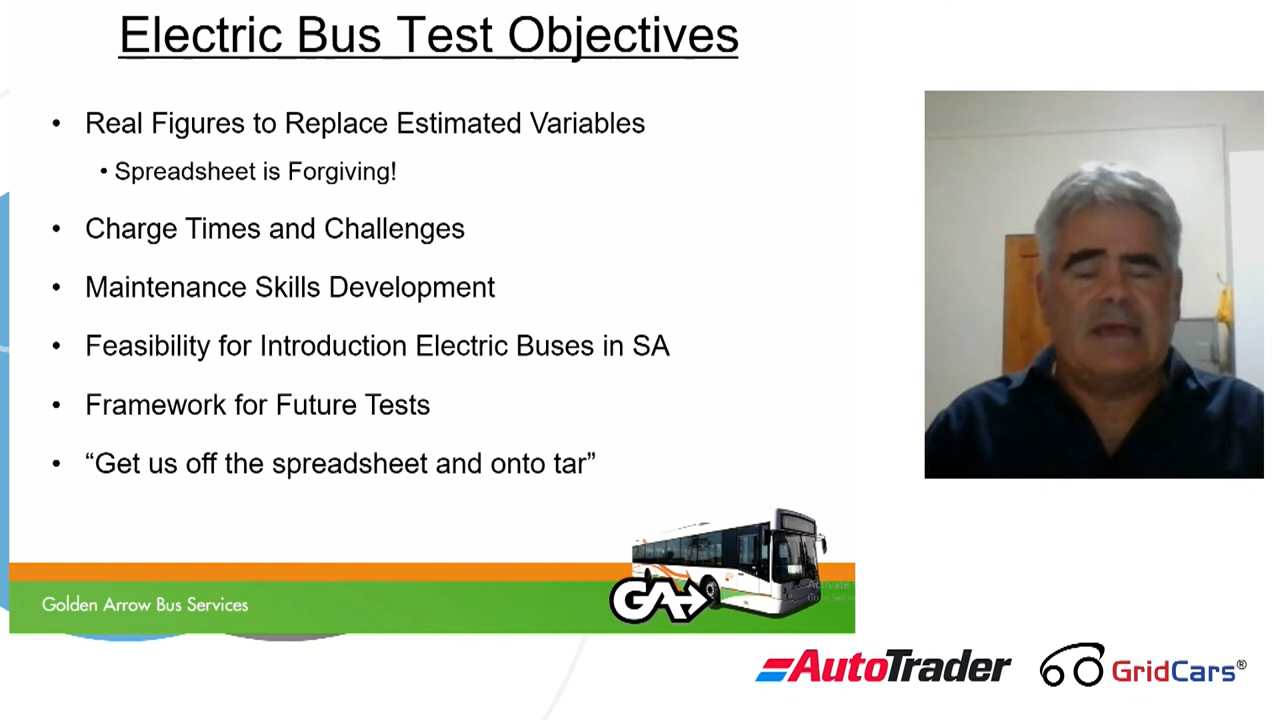 Electric Bus Test Objectives
• Real Figures to Replace Estimated Variables
• Spreadsheet is Forgiving!
• Charge Times and Challenges
• Maintenance Skills Development
• Feasibility for Introduction Electric Buses in SA
• Framework for Future Tests
• “Get us off the spreadsheet and onto tar”
Activate
Golden Arrow Bus Services
GA
AutoTrader
GridCars®